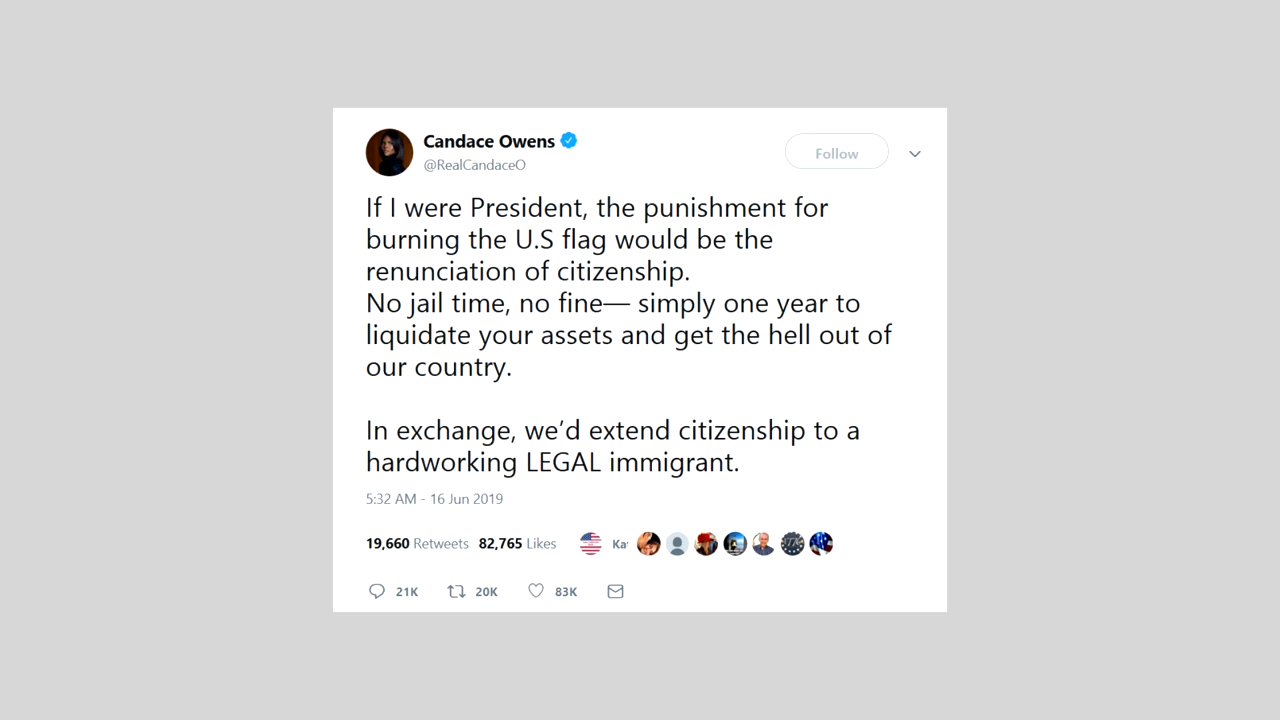 Candace Owens
@RealCandaceO
Follow
If I were President, the punishment for
burning the U.S flag would be the
renunciation of citizenship.
No jail time, no fine— simply one year to
liquidate your assets and get the hell out of
our country.
In exchange, we’d extend citizenship to a
hardworking LEGAL immigrant.
5:32 AM - 16 Jun 2019
19,660 Retweets 82,765 Likes
21K 20K 83K